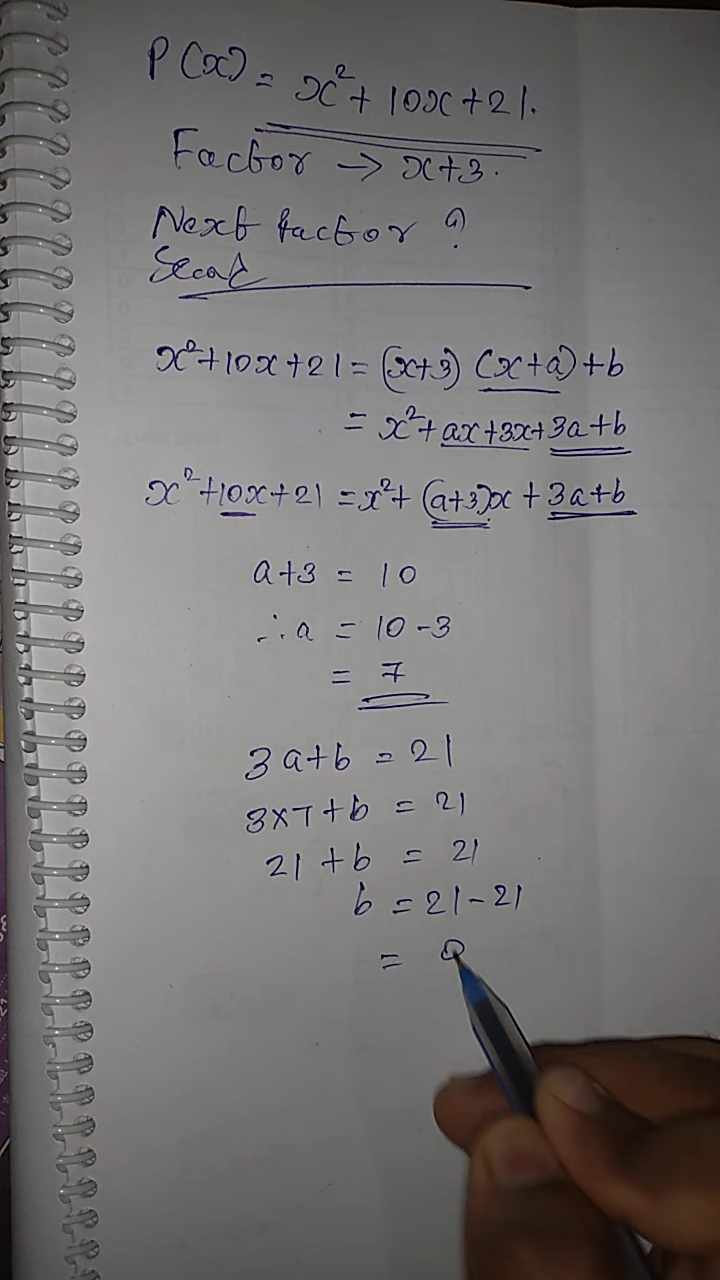 P(x) = x² + 10x + 21.
Factor → x+3.
Next factor ?
x² + 10x + 21 = (x+3) (x+a) + b
= x² + ax + 3x + 3a + b
x² + 10x + 21 = x² + (a+3)x + 3a + b
a + 3 = 10
∴ a = 10 - 3
= 7
3a + b = 21
3×7 + b = 21
21 + b = 21
b = 21 - 21
= 0